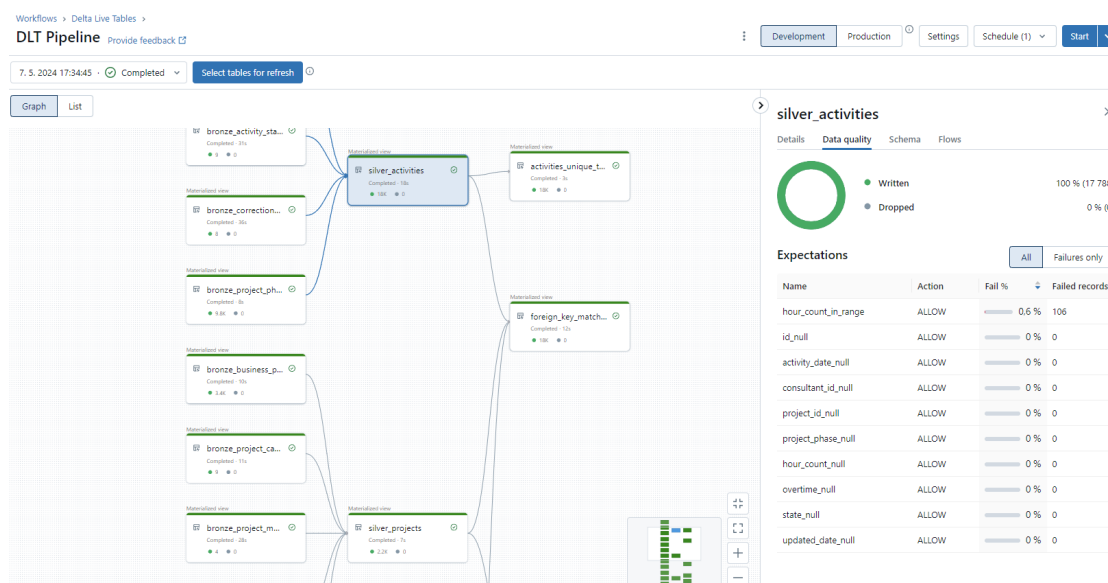 Workflows › Delta Live Tables ›
DLT Pipeline Provide feedback
Development Production Settings Schedule (1) Start
7. 5. 2024 17:34:45 · Completed Select tables for refresh
Graph List
bronze_activity_sta...
Completed · 31s
9 0
Materialized view
bronze_correction...
Completed · 36s
8 0
Materialized view
bronze_project_ph...
Completed · 8s
9.8K 0
Materialized view
bronze_business_p...
Completed · 10s
3.4K 0
Materialized view
bronze_project_ca...
Completed · 11s
9 0
Materialized view
bronze_project_m...
Completed · 28s
4 0
Materialized view
silver_activities
Completed · 18s
18K 0
Materialized view
silver_projects
Completed · 7s
2.2K 0
Materialized view
activities_unique_t...
Completed · 3s
18K 0
Materialized view
foreign_key_match...
Completed · 12s
18K 0
silver_activities
Details Data quality Schema Flows
Written 100 % (17 788
Dropped 0 % (0
Expectations All Failures only
Name Action Fail % Failed records
hour_count_in_range ALLOW 0,6 % 106
id_null ALLOW 0 % 0
activity_date_null ALLOW 0 % 0
consultant_id_null ALLOW 0 % 0
project_id_null ALLOW 0 % 0
project_phase_null ALLOW 0 % 0
hour_count_null ALLOW 0 % 0
overtime_null ALLOW 0 % 0
state_null ALLOW 0 % 0
updated_date_null ALLOW 0 % 0